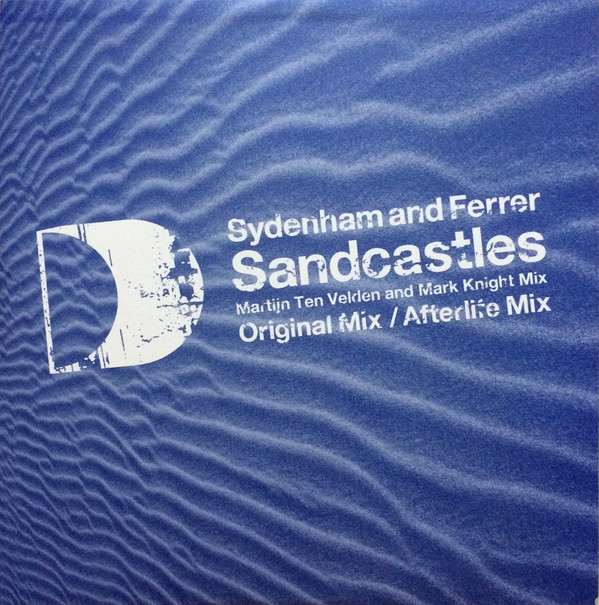 Sydenham and Ferrer
Sandcastles
Martijn Ten Velden and Mark Knight Mix
Original Mix / Afterlife Mix